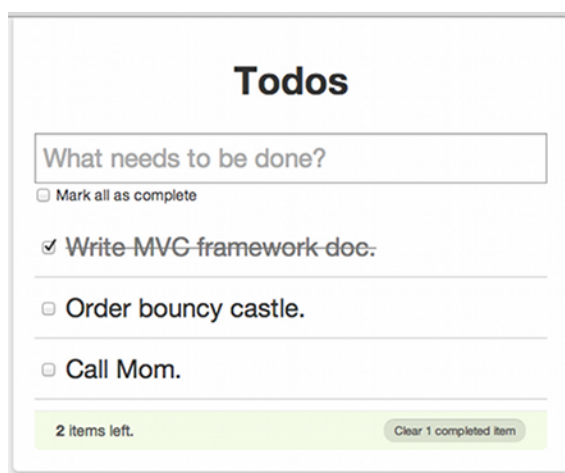 Todos
What needs to be done?
Mark all as complete
Write MVC framework doc.
Order bouncy castle.
Call Mom.
2 items left.
Clear 1 completed item